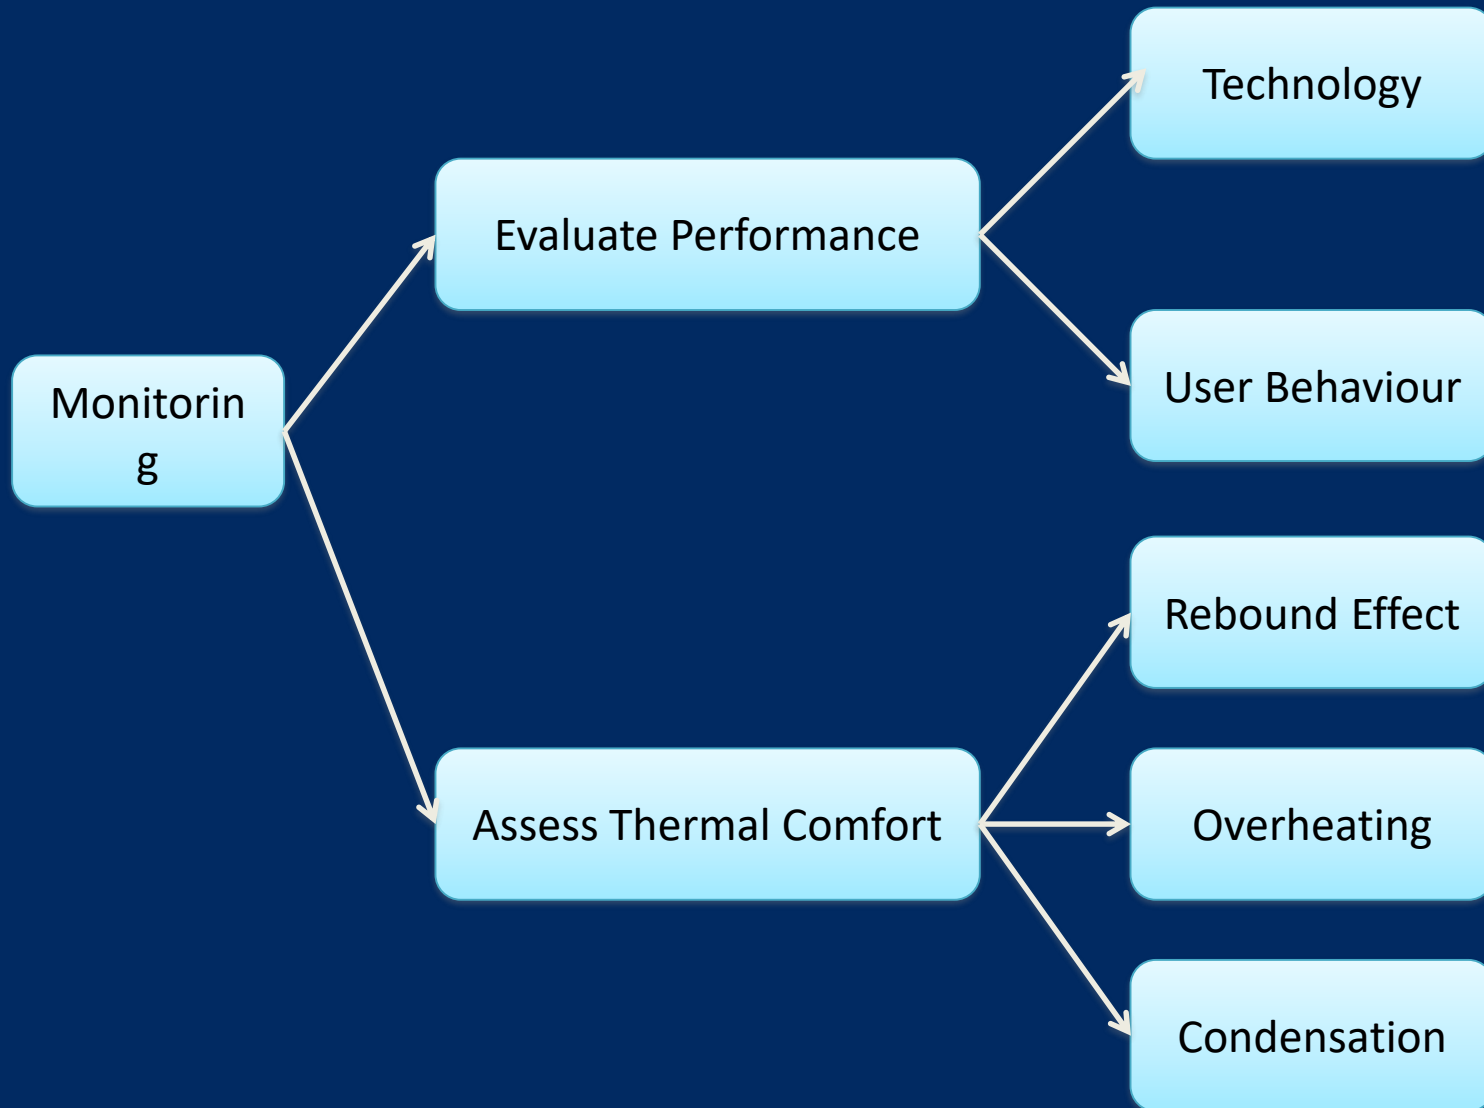 Technology
Evaluate Performance
User Behaviour
Monitorin
g
Rebound Effect
Assess Thermal Comfort
Overheating
Condensation